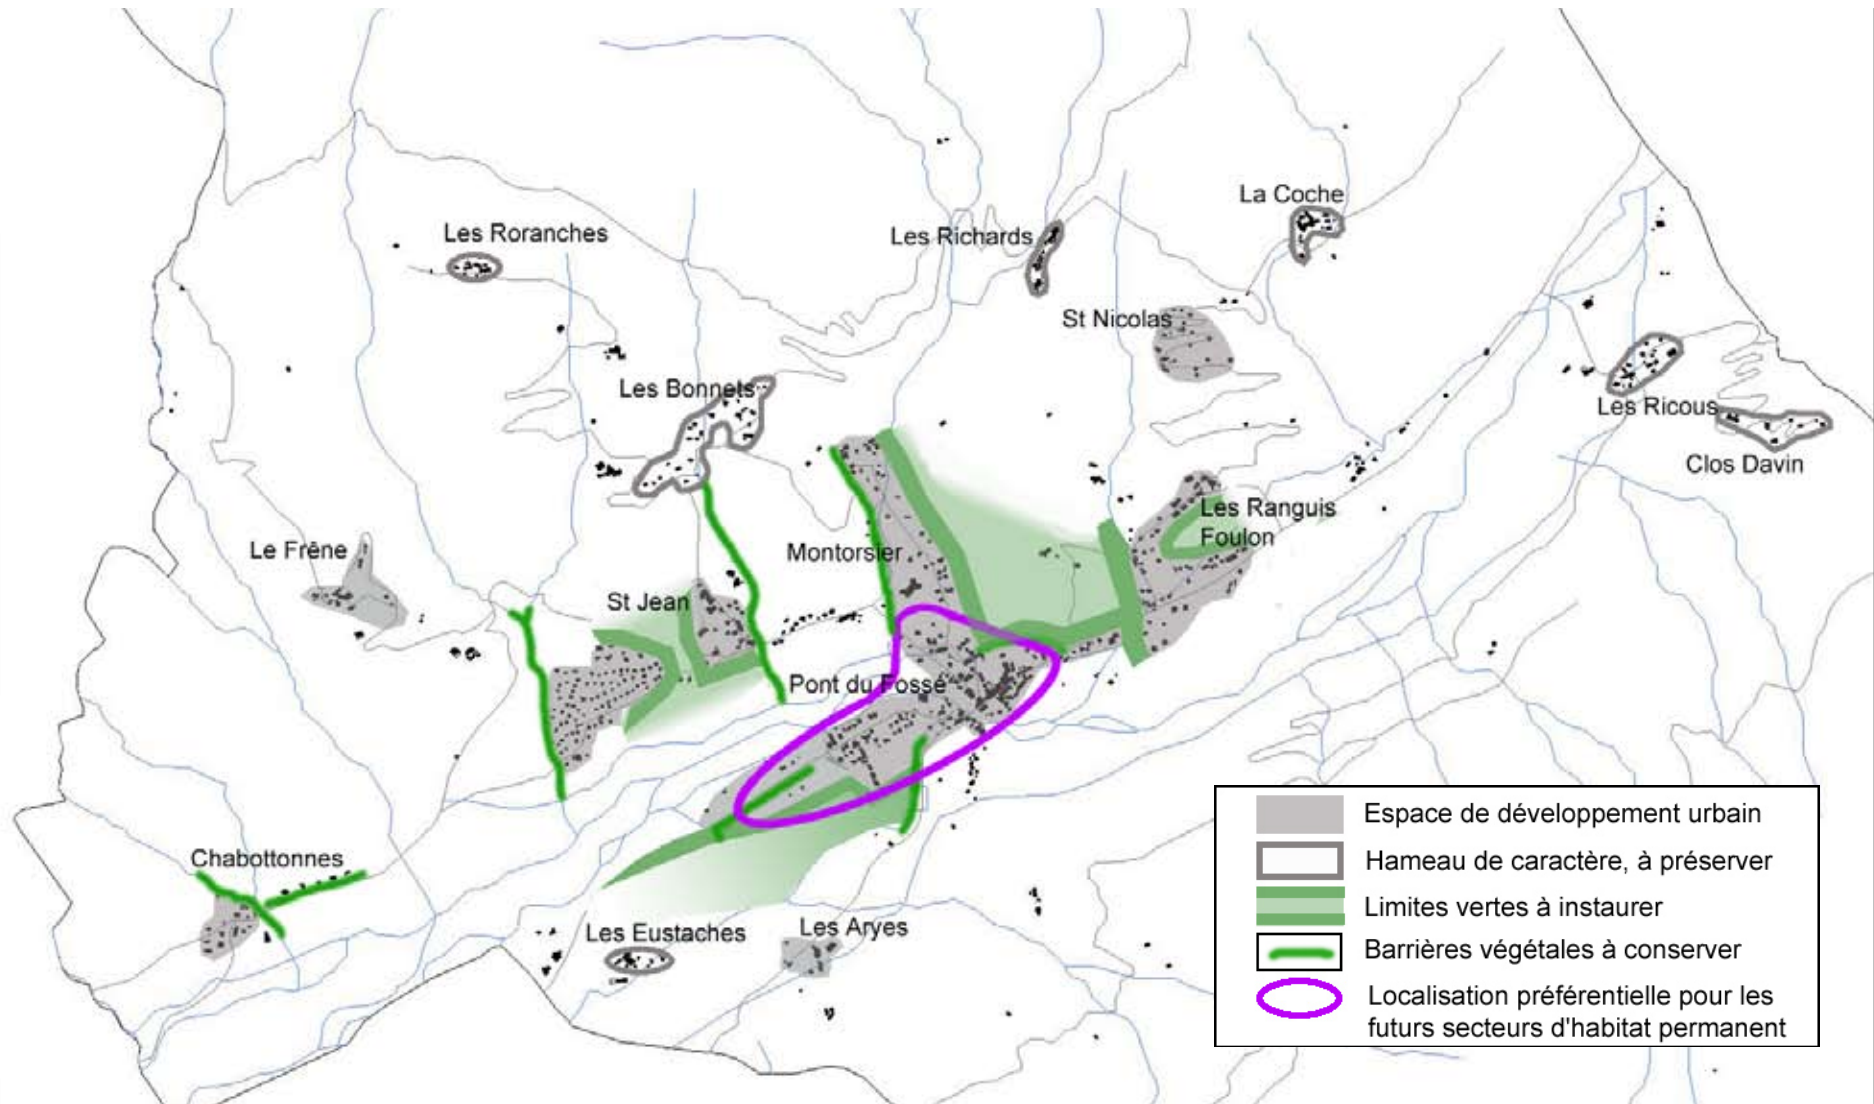 La Coche
Les Roranches
Les Richards
St Nicolas
Les Bonnets
Les Ricous
Clos Davin
Les Ranguis
Foulon
Le Frêne
Montorsier
St Jean
Pont du Fossé
Chabottonnes
Les Eustaches
Les Aryes
Espace de développement urbain
Hameau de caractère, à préserver
Limites vertes à instaurer
Barrières végétales à conserver
Localisation préférentielle pour les
futurs secteurs d'habitat permanent